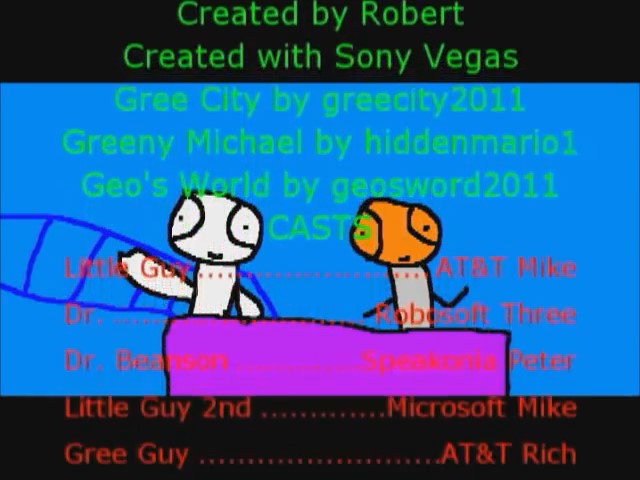 Created by Robert
Created with Sony Vegas
Gree City by greecity2011
Greeny Michael by hiddenmario1
Geo's World by geosword2011
CASTS
Little Guy ........................ AT&T Mike
Dr. ........................... Robosoft Three
Dr. Beanson .............Speakonia Peter
Little Guy 2nd .............Microsoft Mike
Gree Guy .........................AT&T Rich